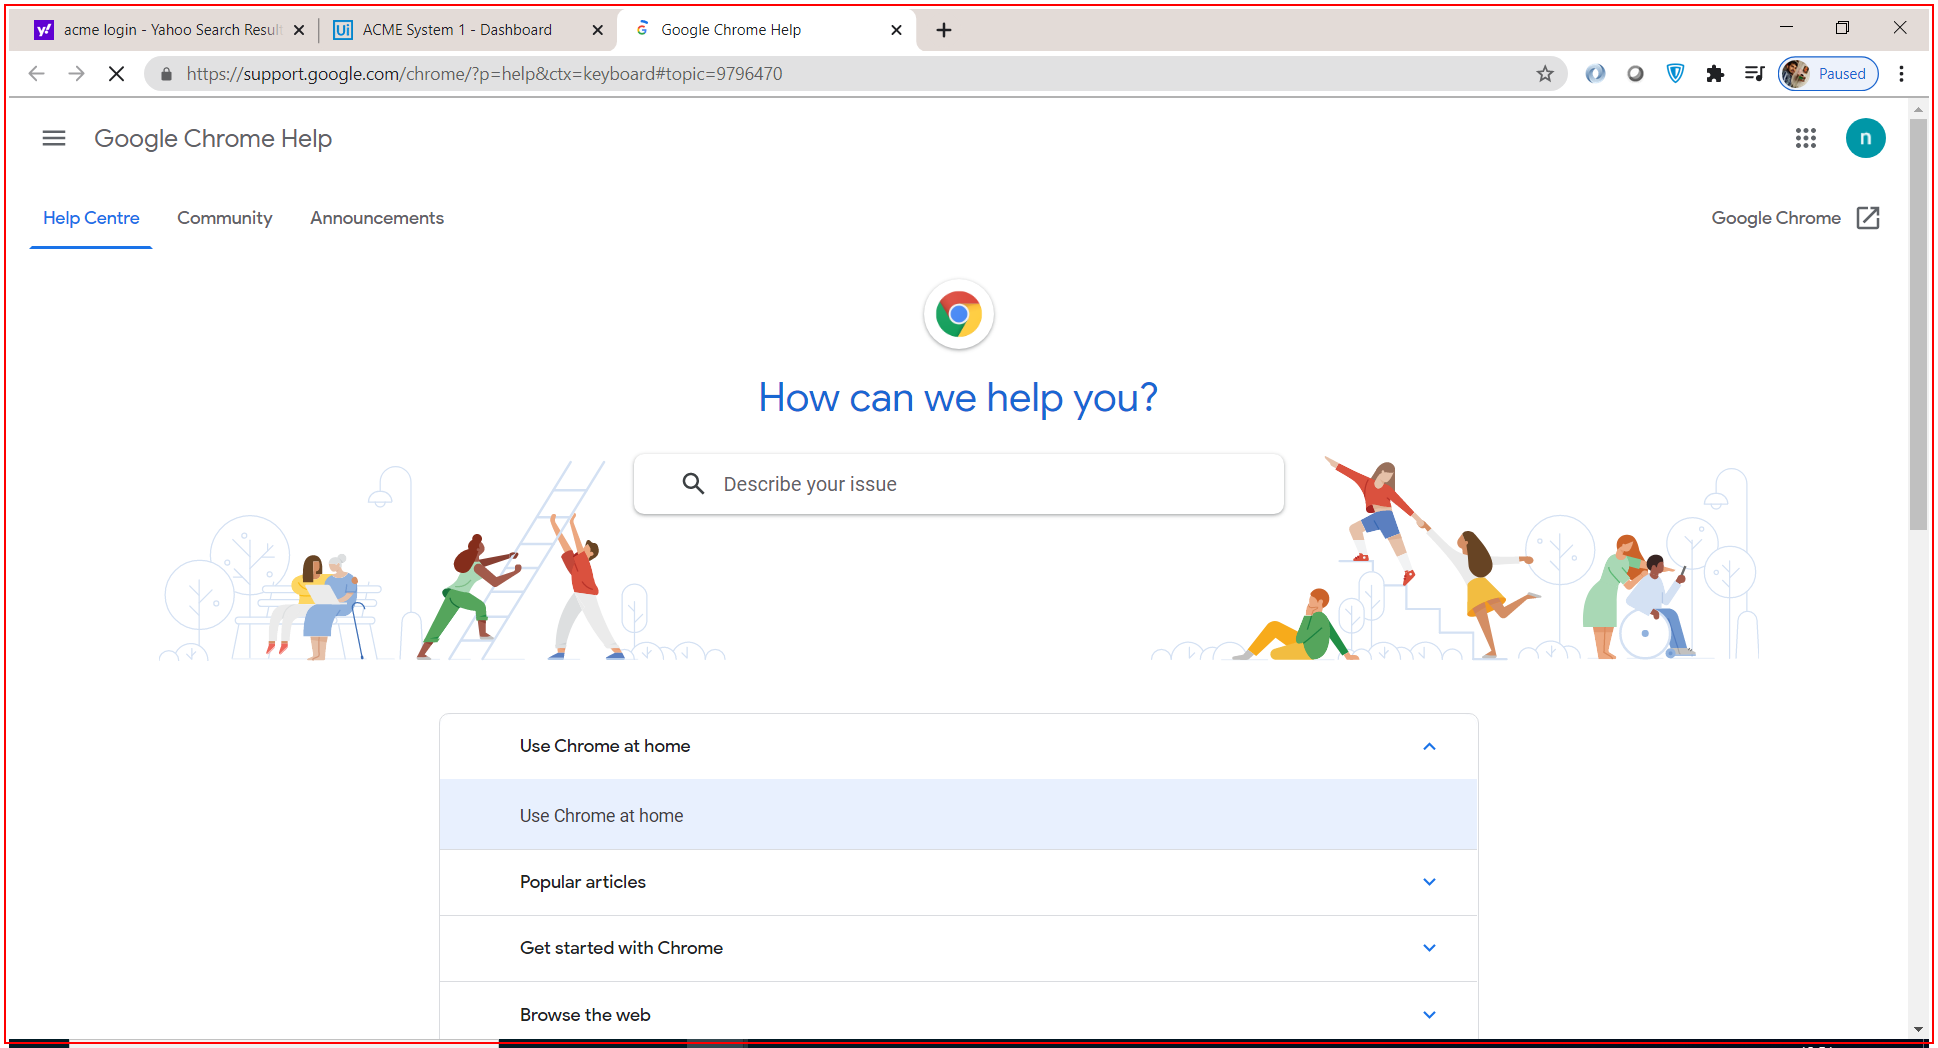 acme login - Yahoo Search Result
ACME System 1 - Dashboard
Google Chrome Help
https://support.google.com/chrome/?p=help&ctx=keyboard#topic=9796470
Paused
Google Chrome Help
n
Help Centre
Community
Announcements
Google Chrome
How can we help you?
Describe your issue
Use Chrome at home
Use Chrome at home
Popular articles
Get started with Chrome
Browse the web